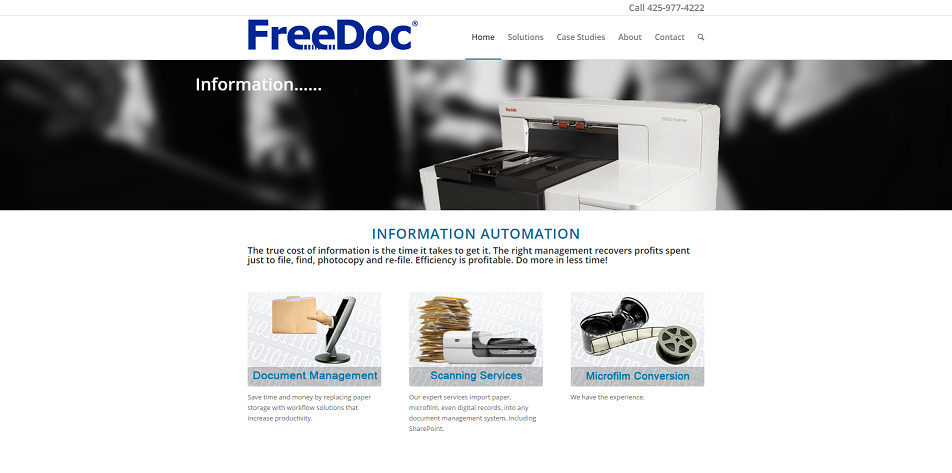 Call 425-977-4222
FreeDoc®
Home Solutions Case Studies About Contact
Information......
Kodak
i5600 Scanner
INFORMATION AUTOMATION
The true cost of information is the time it takes to get it. The right management recovers profits spent
just to file, find, photocopy and re-file. Efficiency is profitable. Do more in less time!
Document Management
Scanning Services
Microfilm Conversion
Save time and money by replacing paper
storage with workflow solutions that
increase productivity.
Our expert services import paper,
microfilm, even digital records, into any
document management system, including
SharePoint.
We have the experience.